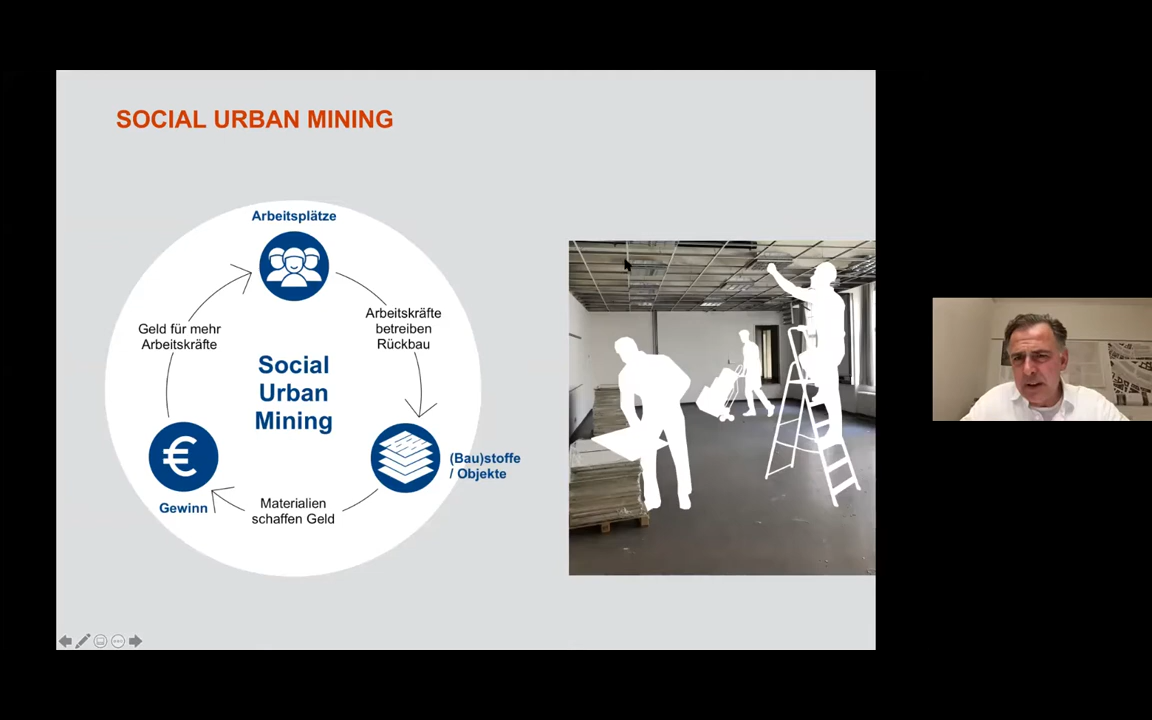 SOCIAL URBAN MINING
Arbeitsplätze
Arbeitskräfte
betreiben
Rückbau
Geld für mehr
Arbeitskräfte
Social
Urban
Mining
(Bau)stoffe
/ Objekte
Gewinn
Materialien
schaffen Geld